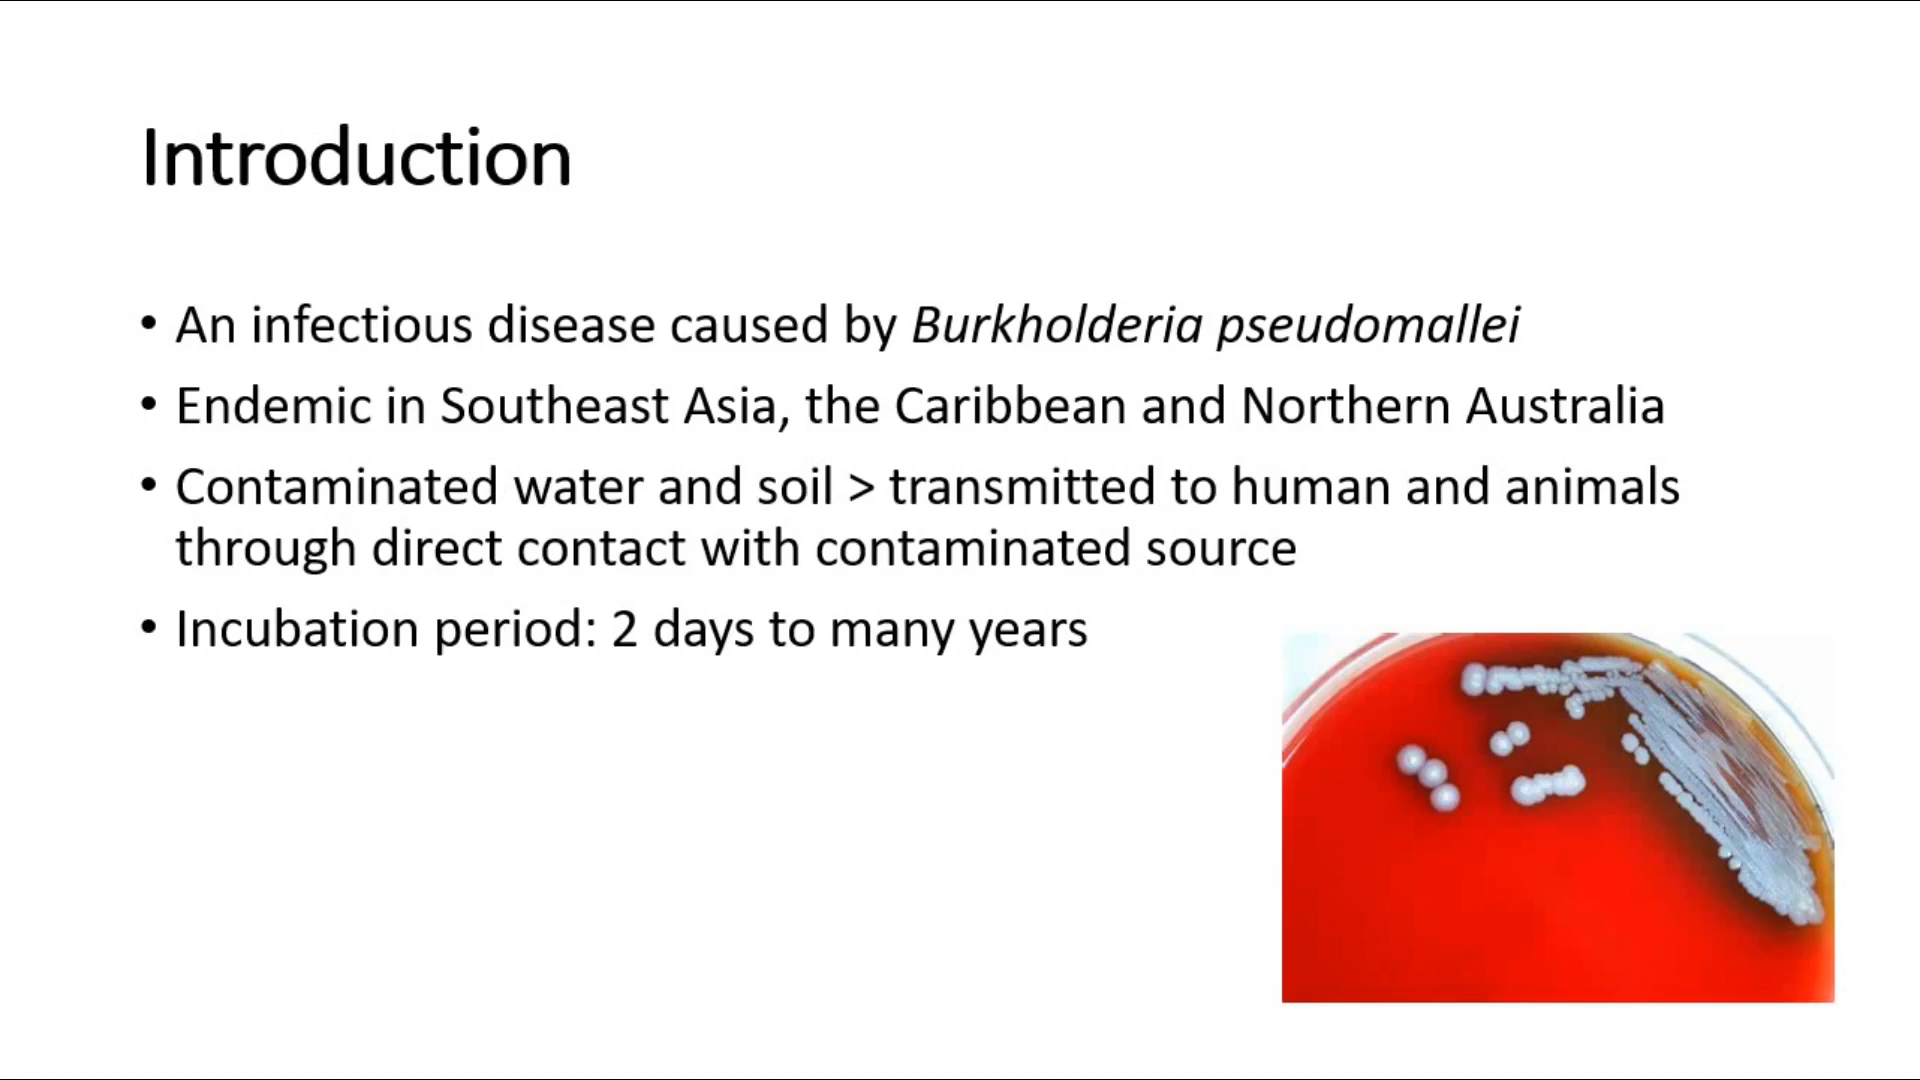 Introduction
• An infectious disease caused by Burkholderia pseudomallei
• Endemic in Southeast Asia, the Caribbean and Northern Australia
• Contaminated water and soil > transmitted to human and animals
through direct contact with contaminated source
• Incubation period: 2 days to many years